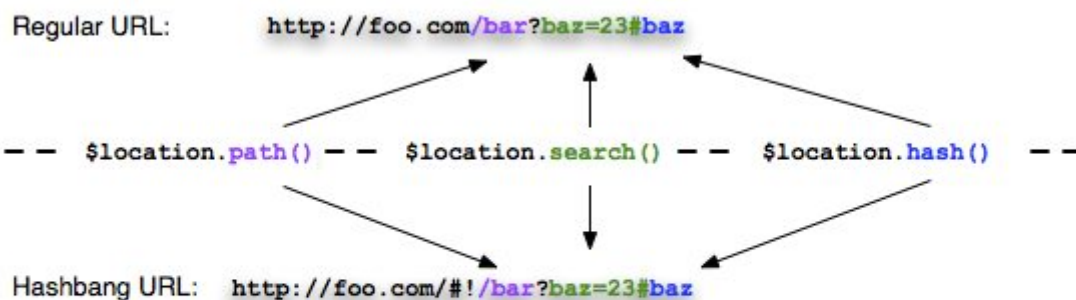 Regular URL: http://foo.com/bar?baz=23#baz
$location.path() $location.search() $location.hash()
Hashbang URL: http://foo.com/#!/bar?baz=23#baz